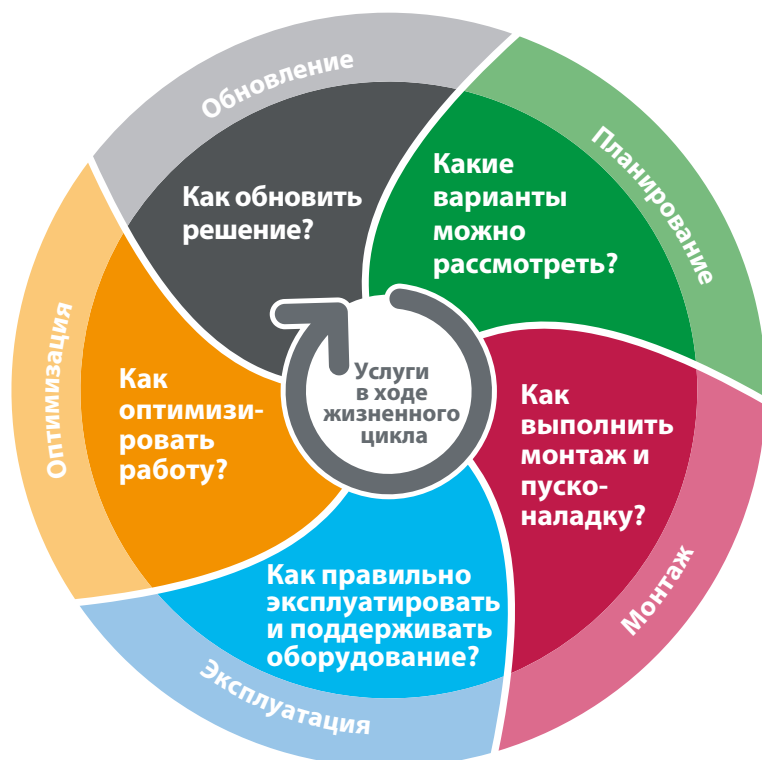 Обновление
Как обновить
решение?
Планирование
Какие
варианты
можно
рассмотреть?
Монтаж
Как
выполнить
монтаж и
пуско-
наладку?
Эксплуатация
Как правильно
эксплуатировать
и поддерживать
оборудование?
Оптимизация
Как
оптимизи-
ровать
работу?
Услуги
в ходе
жизненного
цикла